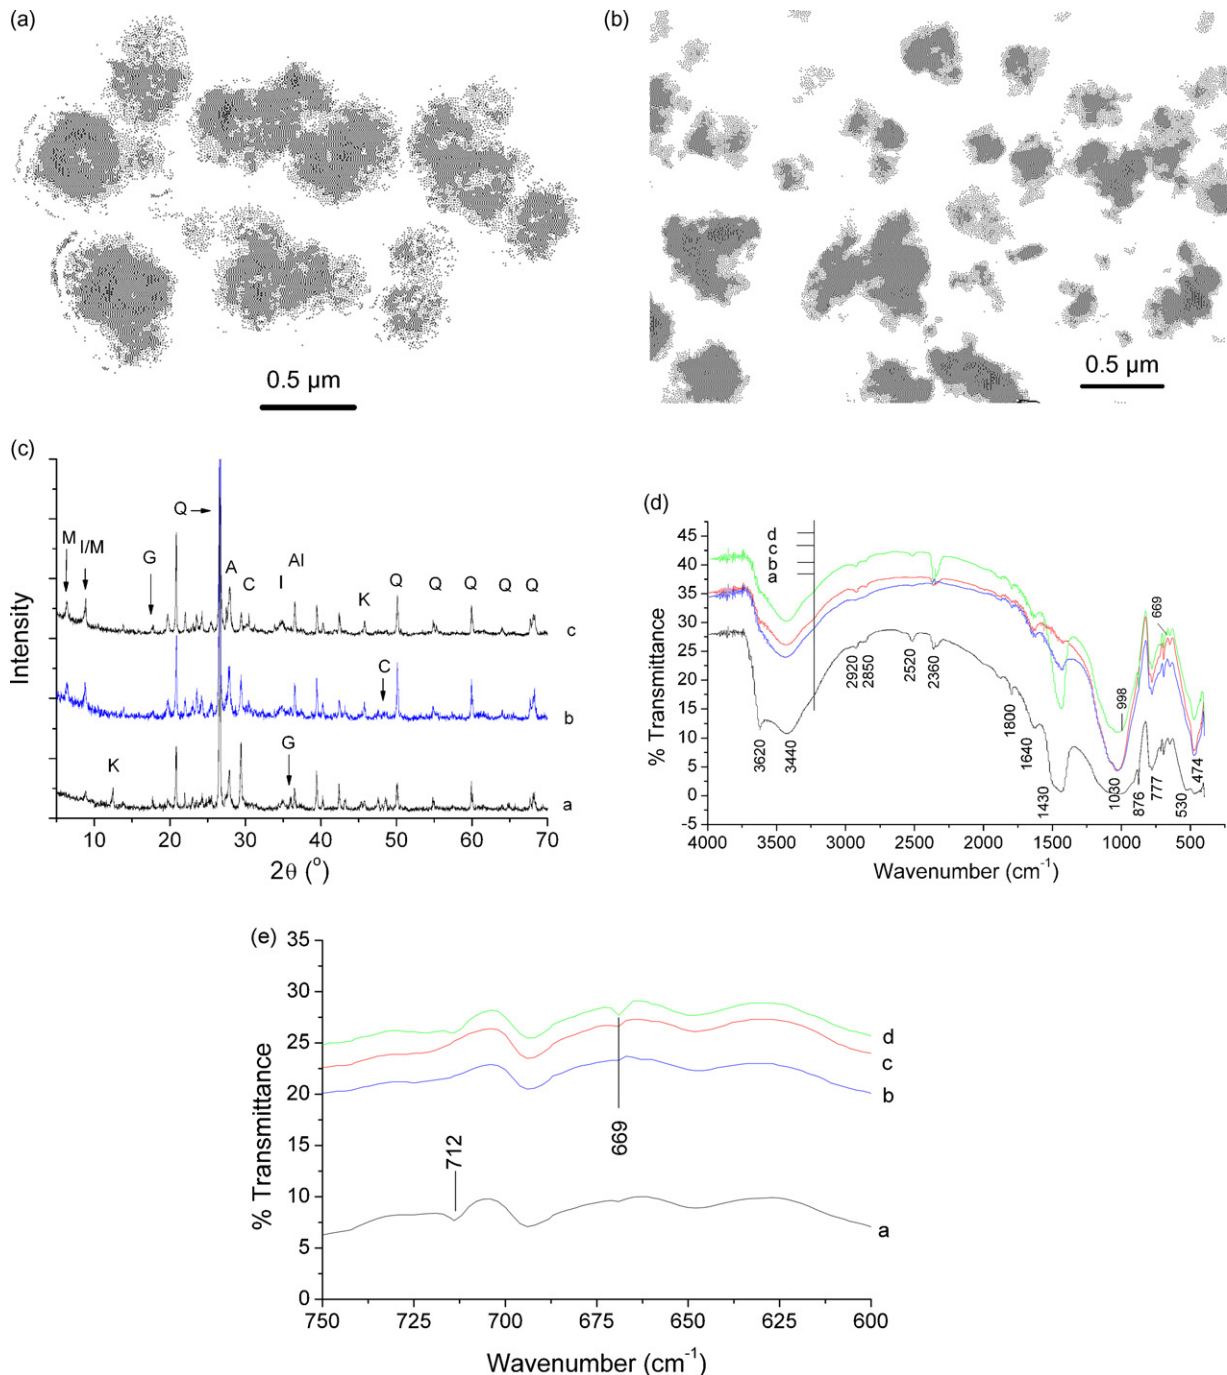 (a)
0.5 μm
(b)
0.5 μm
(c)
Intensity
M
I/M
G
Q
A
C
I
Al
K
Q
Q
Q
Q
Q
c
C
b
K
G
a
10 20 30 40 50 60 70
2θ (°)
(d)
% Transmittance
45
40
35
30
25
20
15
10
5
0
-5
d
c
b
a
3620
3440
2920
2850
2520
2360
1800
1640
1430
1030
998
876
777
669
530
474
4000 3500 3000 2500 2000 1500 1000 500
Wavenumber (cm-1)
(e)
% Transmittance
35
30
25
20
15
10
5
0
712
669
d
c
b
a
750 725 700 675 650 625 600
Wavenumber (cm-1)